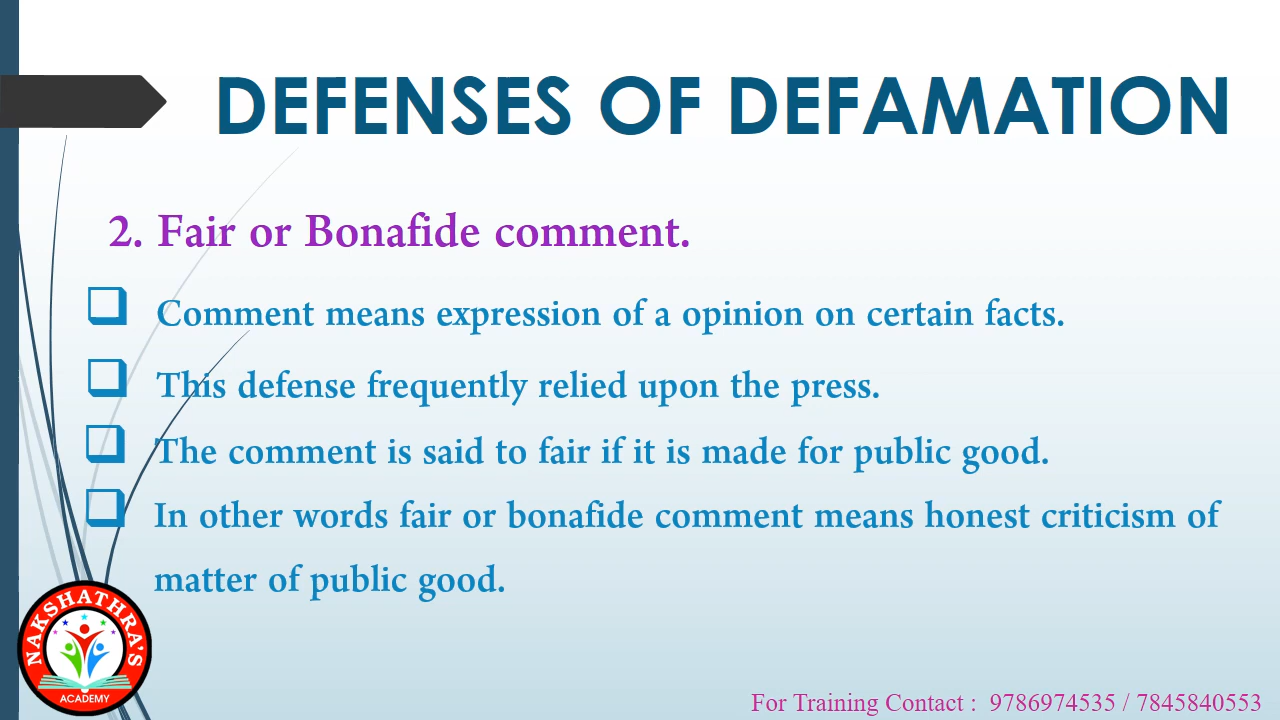 DEFENSES OF DEFAMATION
2. Fair or Bonafide comment.
Comment means expression of a opinion on certain facts.
This defense frequently relied upon the press.
The comment is said to fair if it is made for public good.
In other words fair or bonafide comment means honest criticism of
matter of public good.
NAKSHATHRA'S
ACADEMY
For Training Contact : 9786974535 / 7845840553